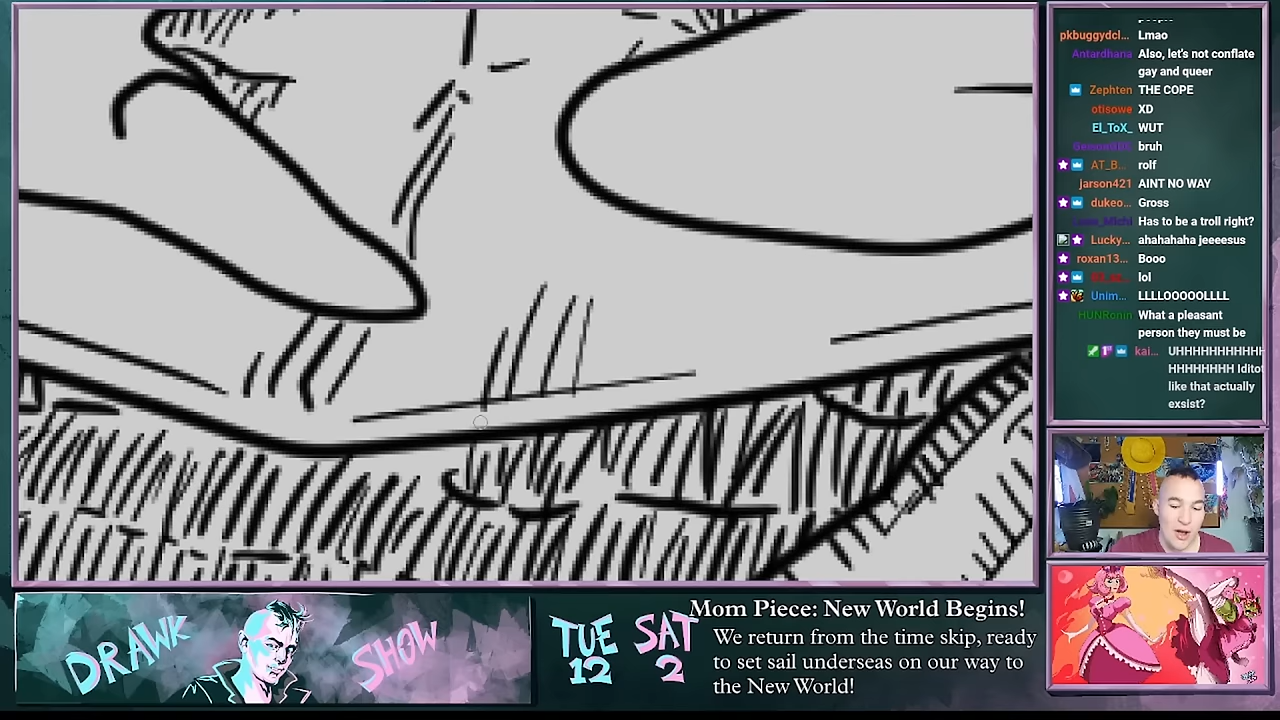 pkbuggydcl... Lmao
Antardhana Also, let's not conflate
gay and queer
Zephten THE COPE
otisowe XD
El_ToX_ WUT
bruh
AT_B... rolf
jarson421 AINT NO WAY
dukeo... Gross
Has to be a troll right?
Lucky... ahahahaha jeeeesus
roxan13... Booo
lol
Unim... LLLLOOOOOLLLL
HUNRonin What a pleasant
person they must be
kai... UHHHHHHHHHHH
HHHHHHHH Iditot
like that actually
exsist?
DRAWK SHOW
TUE SAT
12 2
Mom Piece: New World Begins!
We return from the time skip, ready
to set sail underseas on our way to
the New World!